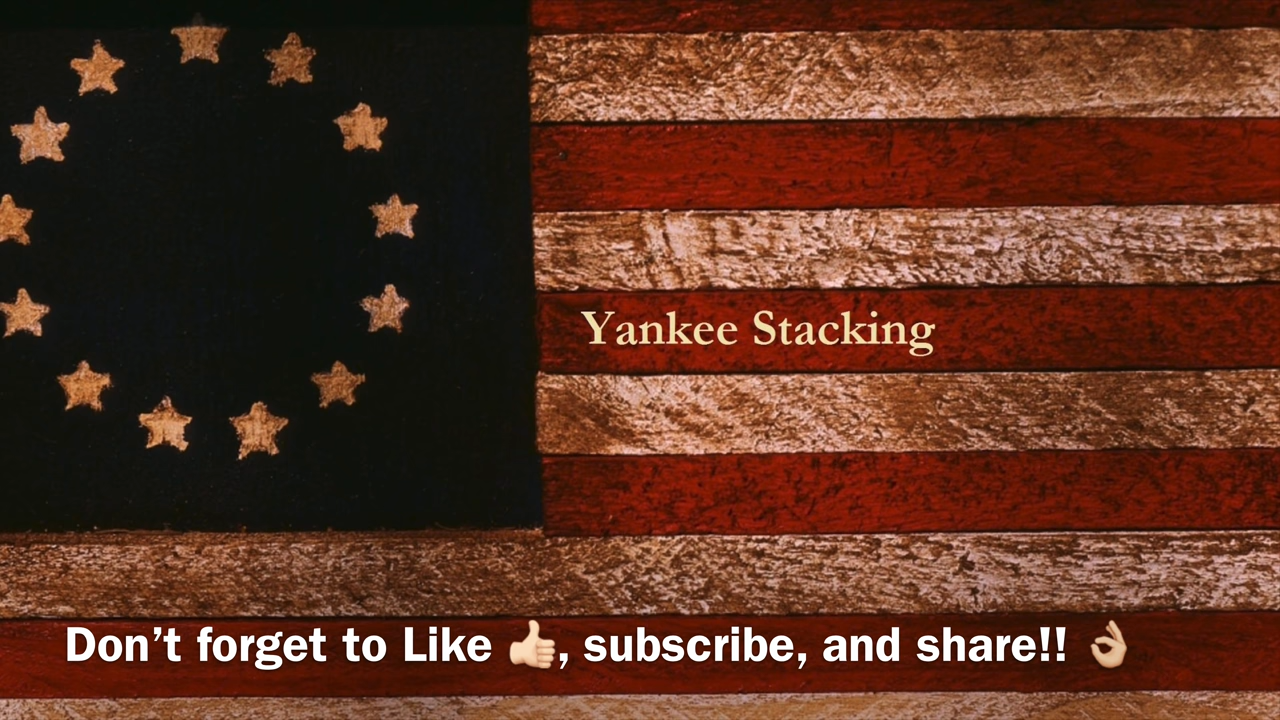 Yankee Stacking
Don’t forget to Like 👍🏻, subscribe, and share!! 👌🏻